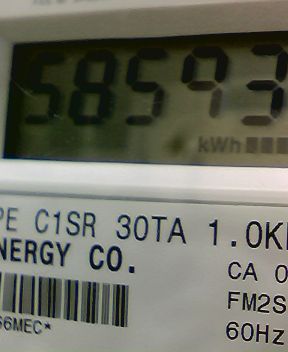 58593
kWh
PE C1SR 30TA 1.0K
NERGY CO.
CA 0
FM2S
66MEC*
60Hz